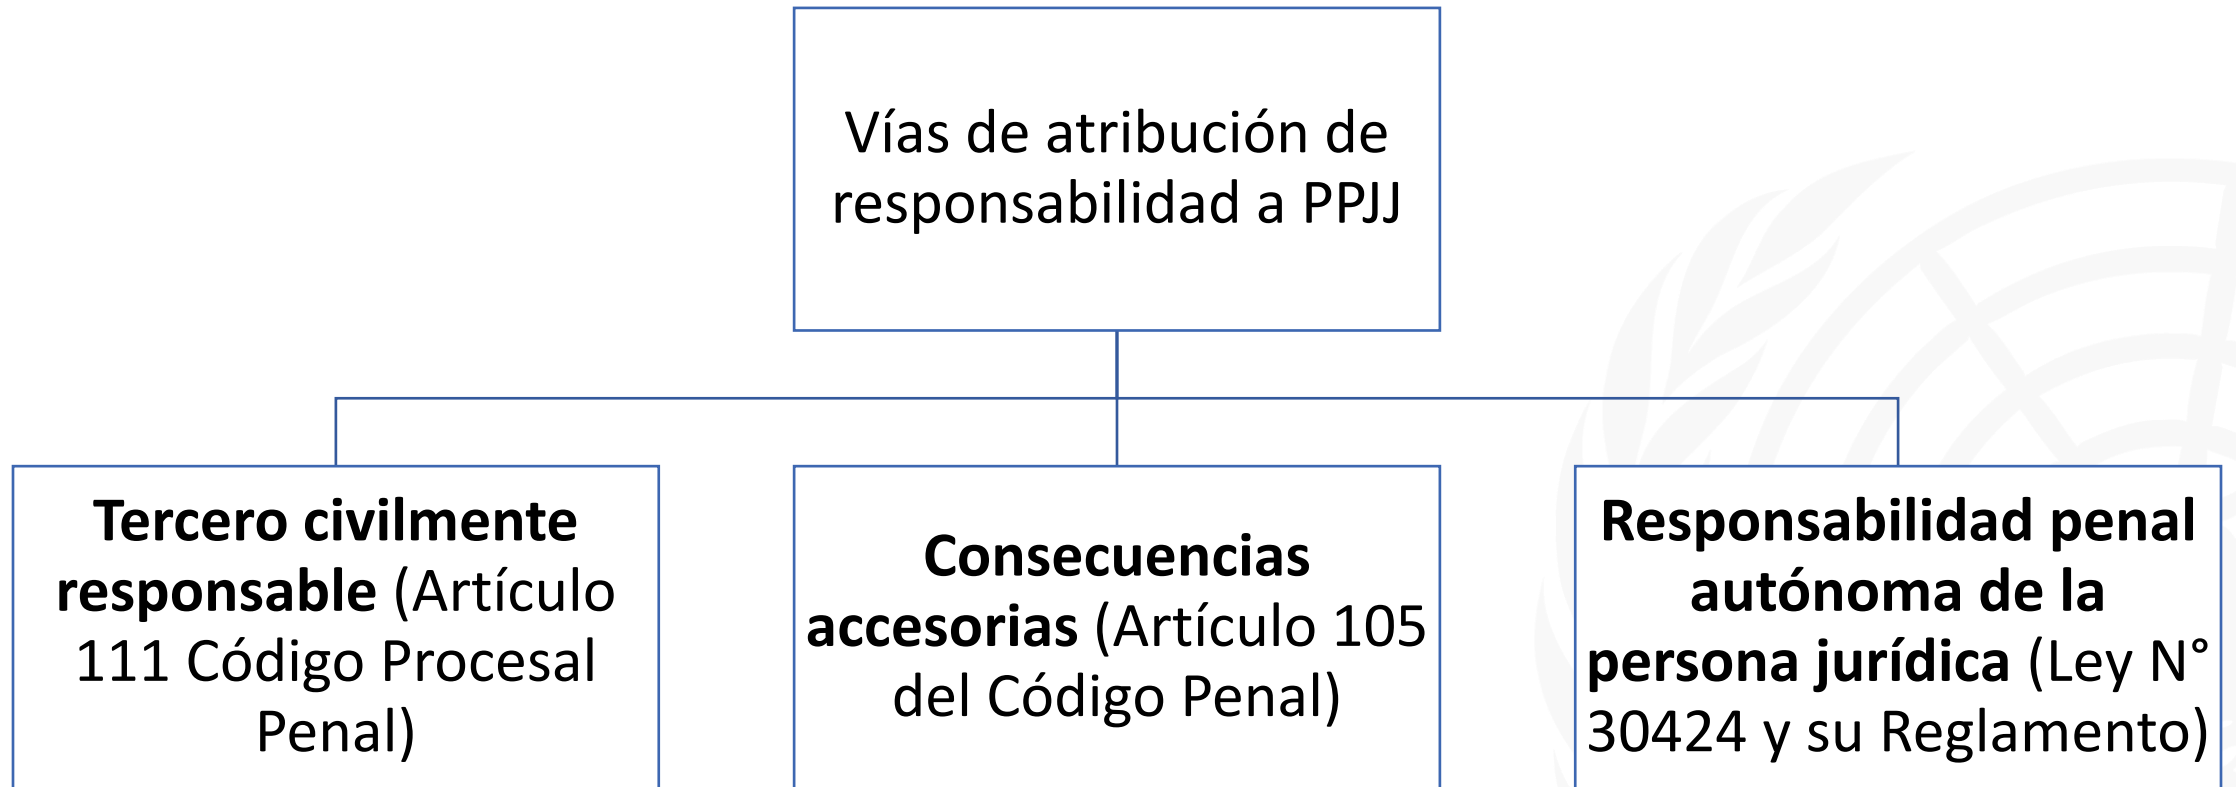 Vías de atribución de
responsabilidad a PPJJ
Tercero civilmente
responsable (Artículo
111 Código Procesal
Penal)
Consecuencias
accesorias (Artículo 105
del Código Penal)
Responsabilidad penal
autónoma de la
persona jurídica (Ley N°
30424 y su Reglamento)